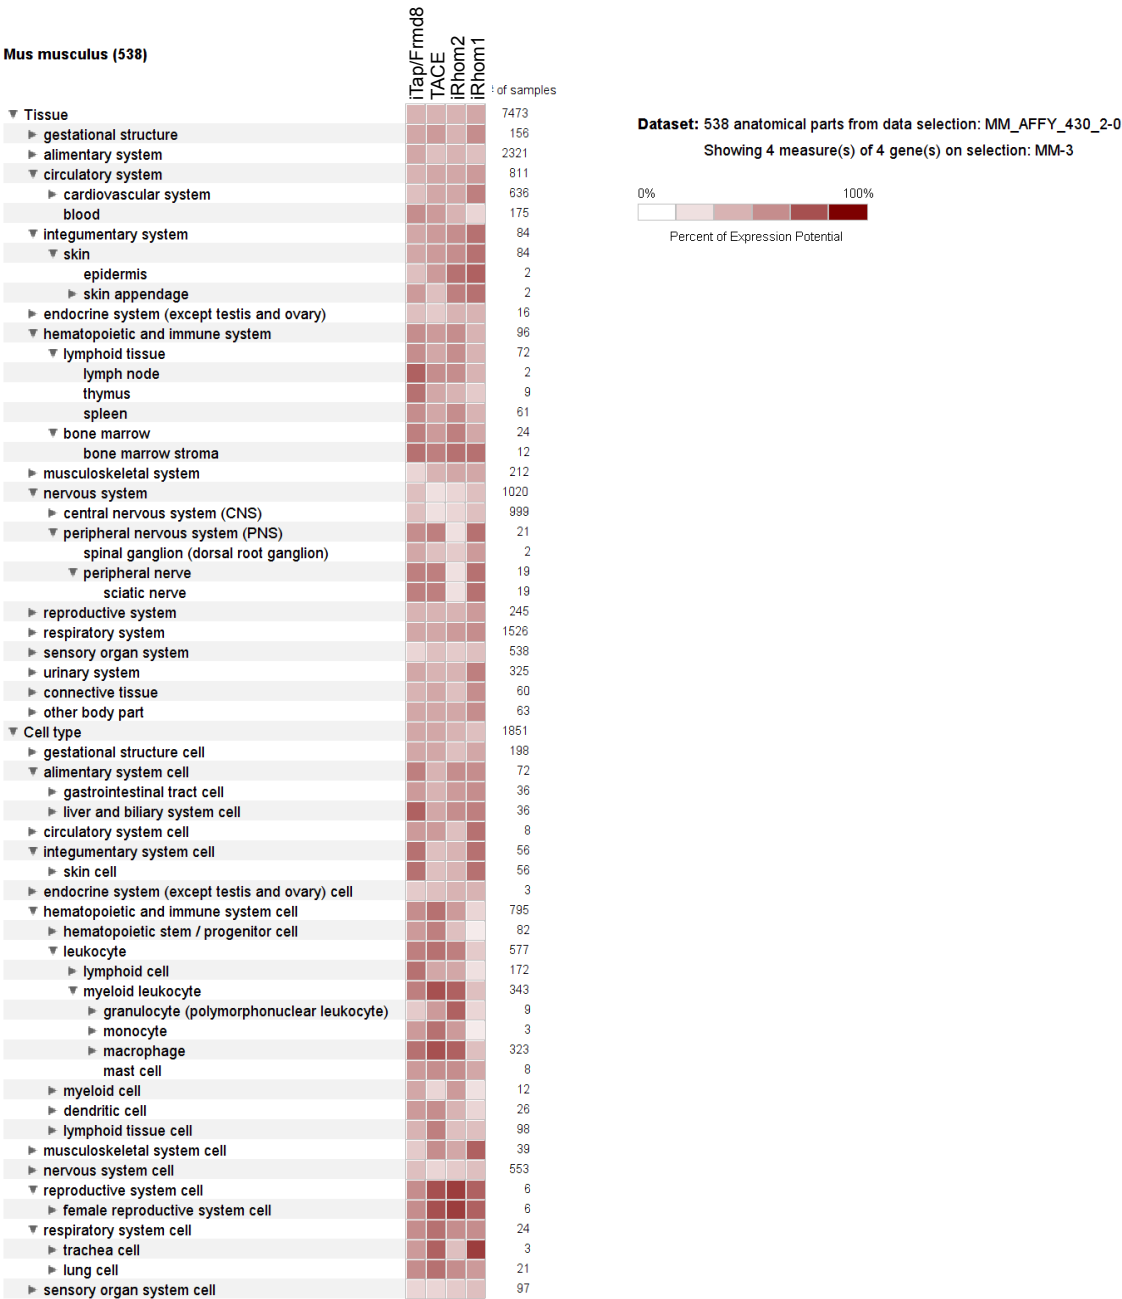 Mus musculus (538)
iTap/Frmd8
TACE
iRhom2
iRhom1
of samples
Tissue 7473
gestational structure 156
alimentary system 2321
circulatory system 811
cardiovascular system 636
blood 175
integumentary system 84
skin 84
epidermis 2
skin appendage 2
endocrine system (except testis and ovary) 16
hematopoietic and immune system 96
lymphoid tissue 72
lymph node 2
thymus 9
spleen 61
bone marrow 24
bone marrow stroma 12
musculoskeletal system 212
nervous system 1020
central nervous system (CNS) 999
peripheral nervous system (PNS) 21
spinal ganglion (dorsal root ganglion) 2
peripheral nerve 19
sciatic nerve 19
reproductive system 245
respiratory system 1526
sensory organ system 538
urinary system 325
connective tissue 60
other body part 63
Cell type 1851
gestational structure cell 198
alimentary system cell 72
gastrointestinal tract cell 36
liver and biliary system cell 36
circulatory system cell 8
integumentary system cell 56
skin cell 56
endocrine system (except testis and ovary) cell 3
hematopoietic and immune system cell 795
hematopoietic stem / progenitor cell 82
leukocyte 577
lymphoid cell 172
myeloid leukocyte 343
granulocyte (polymorphonuclear leukocyte) 9
monocyte 3
macrophage 323
mast cell 8
myeloid cell 12
dendritic cell 26
lymphoid tissue cell 98
musculoskeletal system cell 39
nervous system cell 553
reproductive system cell 6
female reproductive system cell 6
respiratory system cell 24
trachea cell 3
lung cell 21
sensory organ system cell 97
Dataset: 538 anatomical parts from data selection: MM_AFFY_430_2-0
Showing 4 measure(s) of 4 gene(s) on selection: MM-3
0% 100%
Percent of Expression Potential